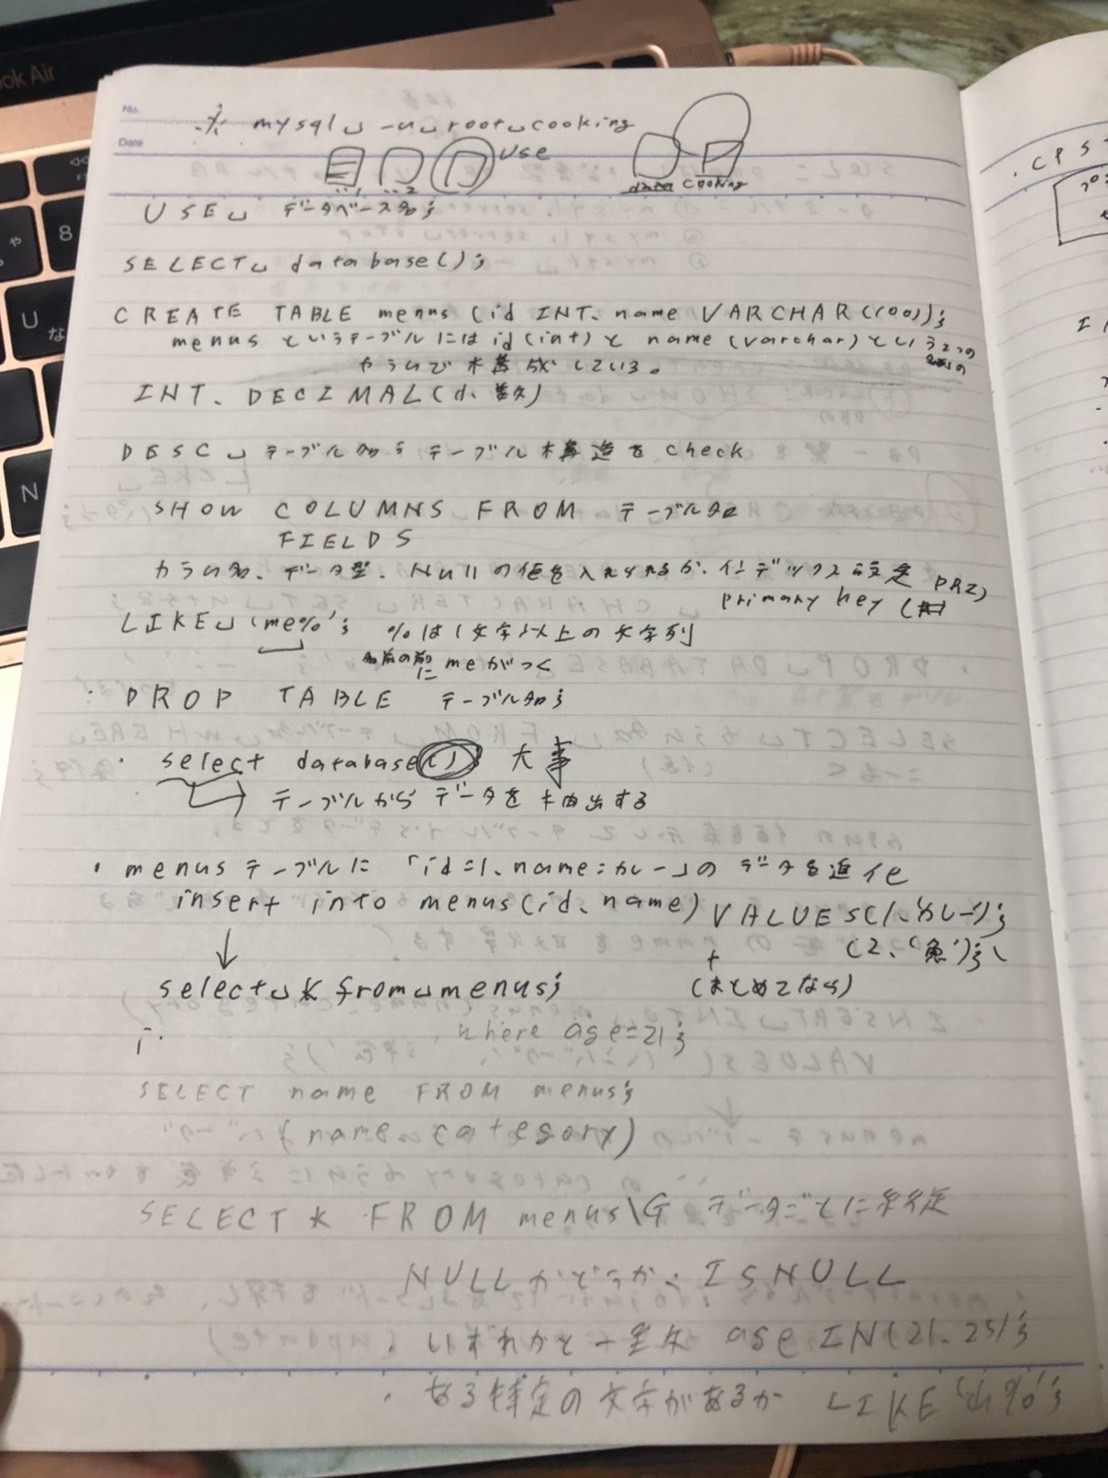 ok Air
No.
Date
mysql␣ -u␣root␣cooking
use
data cooking
USE␣ データベース名;
SELECT␣ database();
CREATE TABLE menus (id INT、name VARCHAR(100));
menus というテーブルには id (int) と name (varchar) という2つの
カラムで構成している。
INT、DECIMAL(d、数)
DESC␣ テーブル名; テーブル構造を check
SHOW COLUMNS FROM テーブル名
FIELDS
カラム名、データ型、Nullの値を入れられるか、インデックス設定
primary key (PRI)
LIKE␣ 'me%'; %は1文字以上の文字列
名前の前に me がつく
・DROP TABLE テーブル名;
・select database() 大事
テーブルから データを抽出する
・menus テーブルに 「id=1、name=カレー」の データを追加
insert into menus(id、name) VALUES(1、'カレー');
(2、'魚');
+
(まとめてなら)
↓
select␣*from␣menus;
where age=21;
SELECT name FROM menus;
(name category)
SELECT * FROM menus\G データごとに
NULLかどうか: IS NULL
いずれかと一致 age IN(21、25);
ある特定の文字があるか LIKE
CPS
U
な
8
や
N